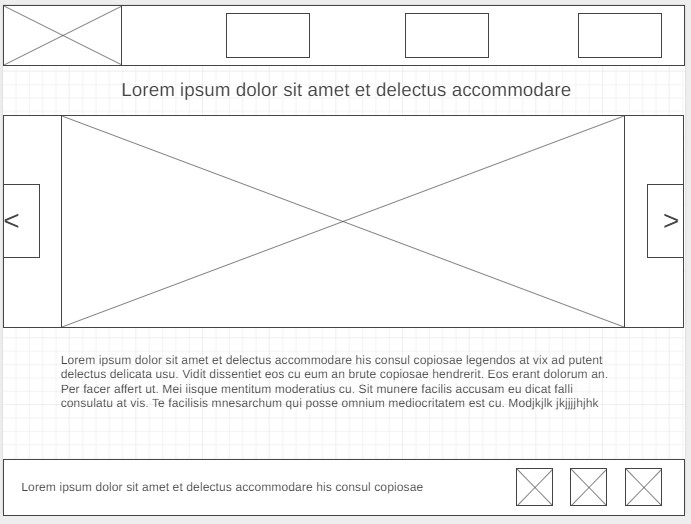 Lorem ipsum dolor sit amet et delectus accommodare
<
>
Lorem ipsum dolor sit amet et delectus accommodare his consul copiosae legendos at vix ad putent
delectus delicata usu. Vidit dissentiet eos cu eum an brute copiosae hendrerit. Eos erant dolorum an.
Per facer affert ut. Mei iisque mentitum moderatius cu. Sit munere facilis accusam eu dicat falli
consulatu at vis. Te facilisis mnesarchum qui posse omnium mediocritatem est cu. Modjkjlk jkjjjjhjhk
Lorem ipsum dolor sit amet et delectus accommodare his consul copiosae